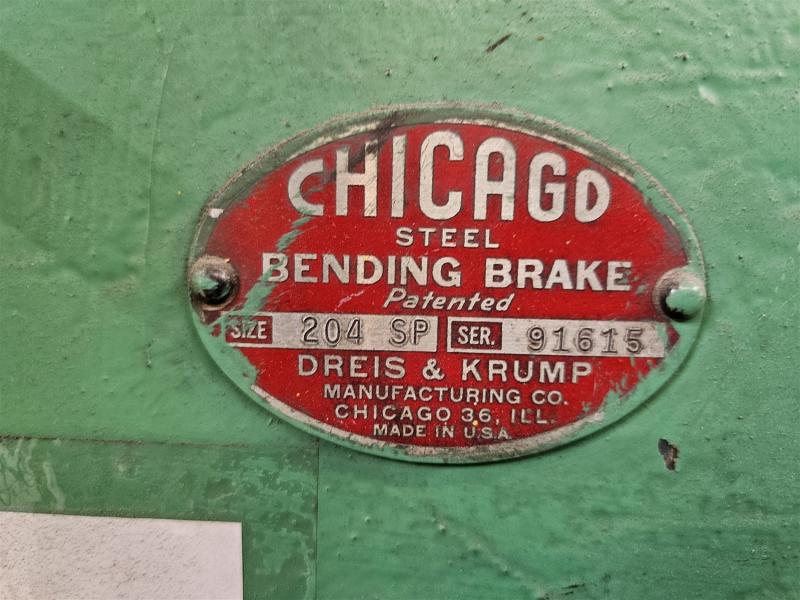 CHICAGO
STEEL
BENDING BRAKE
Patented
SIZE 204 SP SER. 91615
DREIS & KRUMP
MANUFACTURING CO.
CHICAGO 36, ILL.
MADE IN U.S.A.